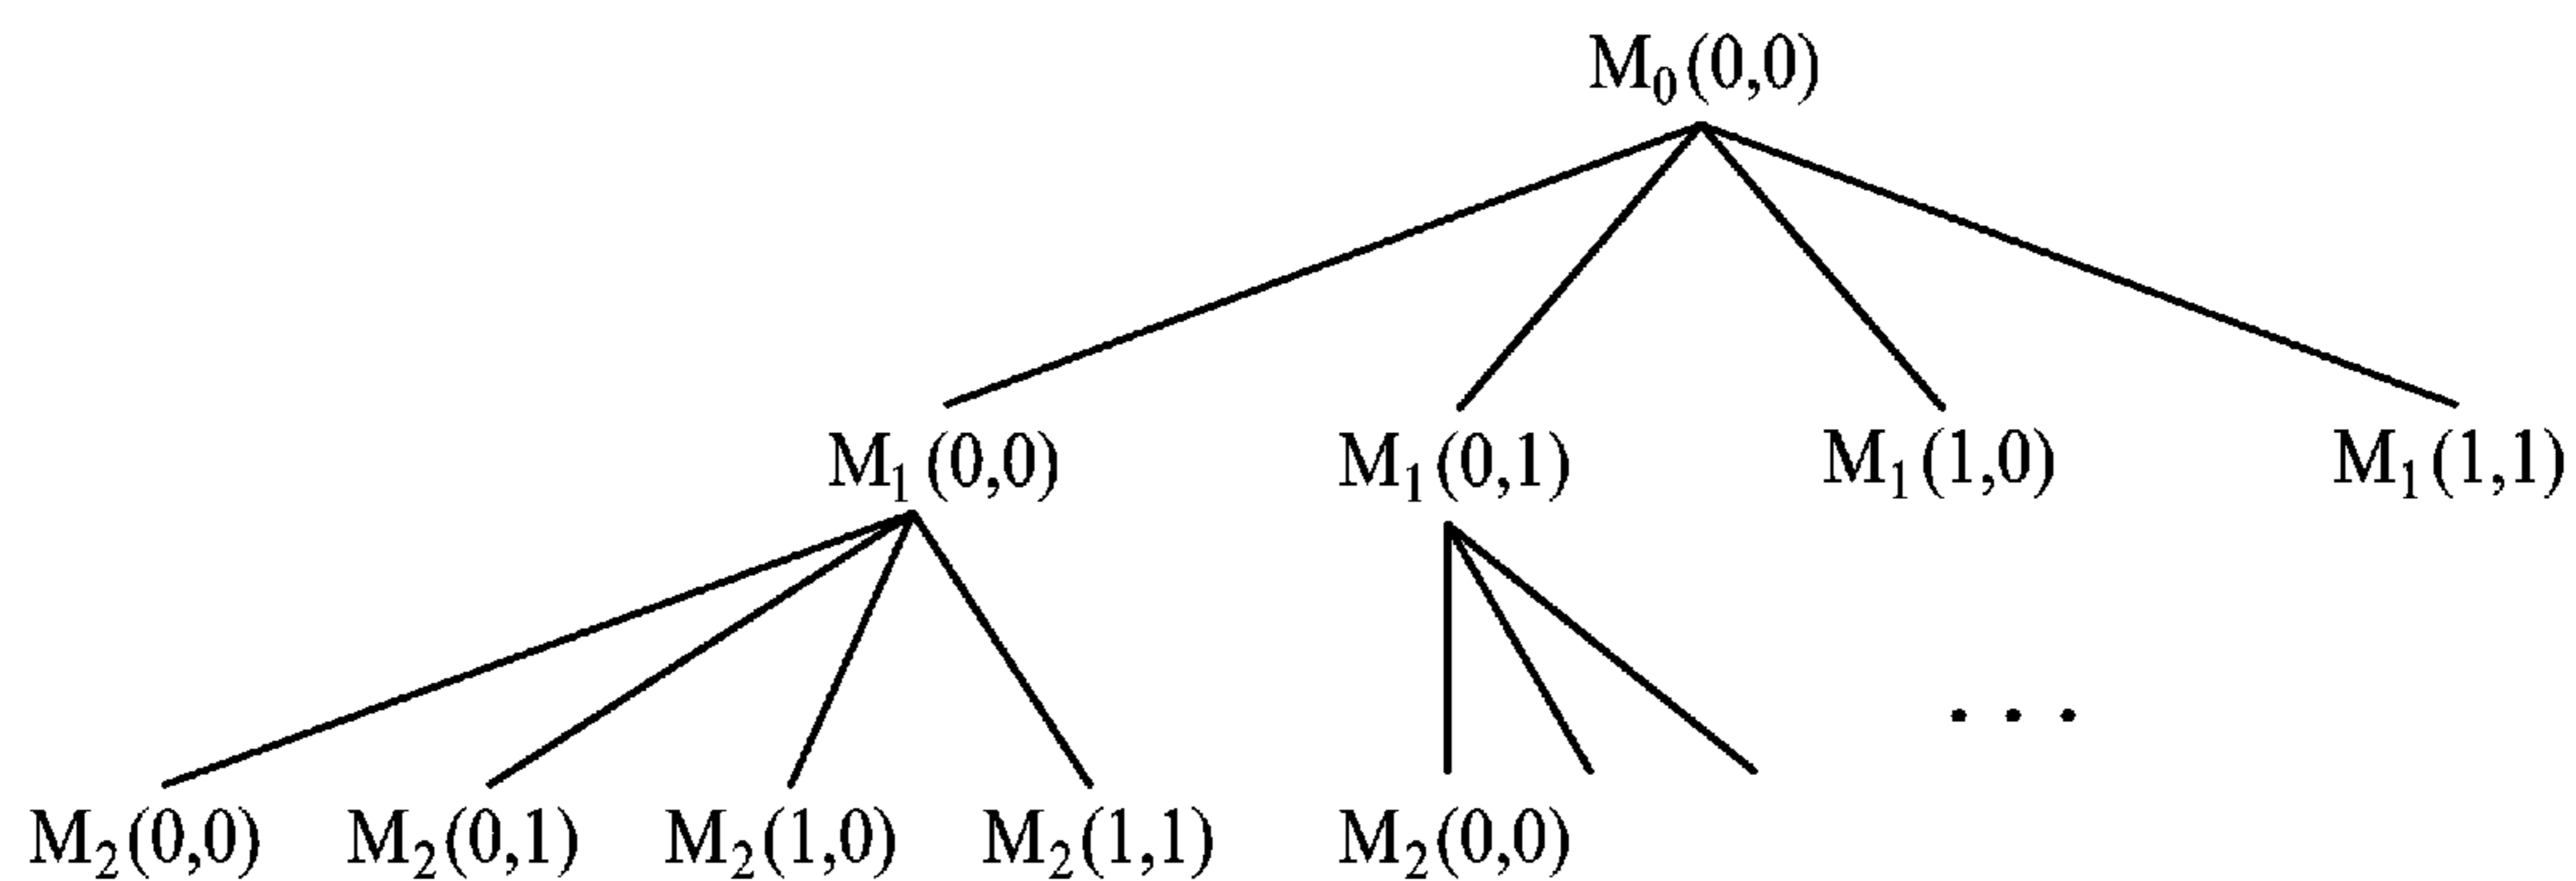 M₀(0,0)
M₁(0,0) M₁(0,1) M₁(1,0) M₁(1,1)
. . .
M₂(0,0) M₂(0,1) M₂(1,0) M₂(1,1) M₂(0,0)